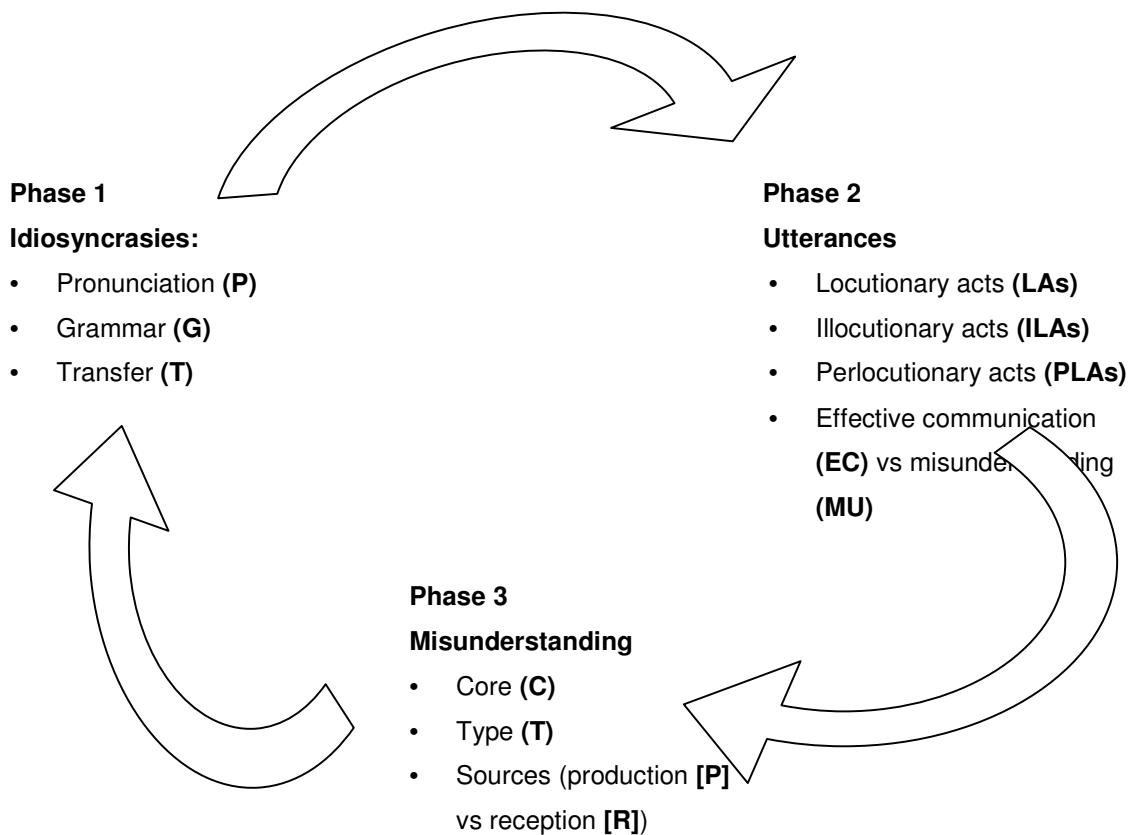 Phase 1
Idiosyncrasies:
• Pronunciation (P)
• Grammar (G)
• Transfer (T)
Phase 2
Utterances
• Locutionary acts (LAs)
• Illocutionary acts (ILAs)
• Perlocutionary acts (PLAs)
• Effective communication
(EC) vs misunderstanding
(MU)
Phase 3
Misunderstanding
• Core (C)
• Type (T)
• Sources (production [P]
vs reception [R])